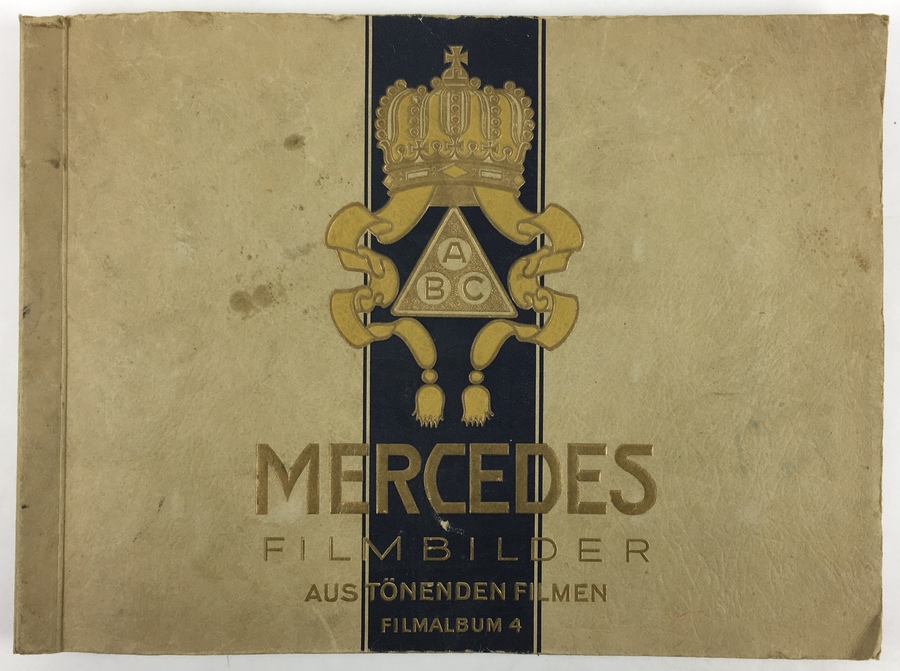 A
B C
MERCEDES
FILMBILDER
AUS TÖNENDEN FILMEN
FILMALBUM 4